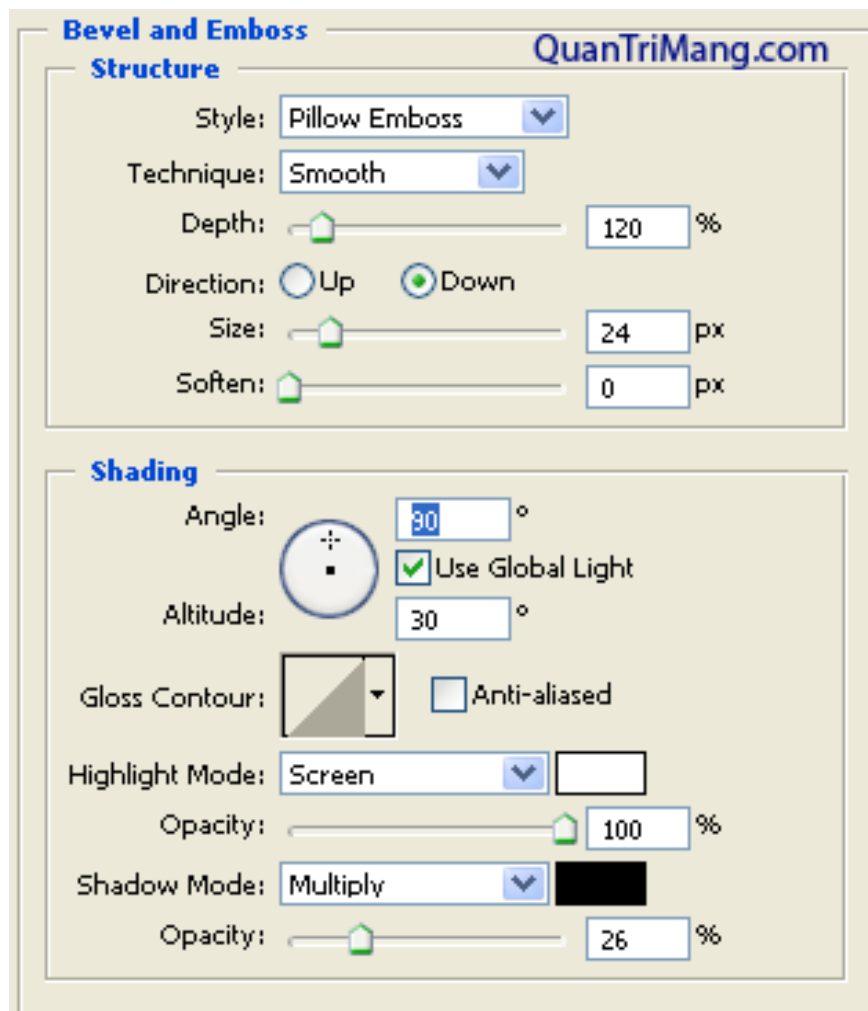 Bevel and Emboss
QuanTriMang.com
Structure
Style: Pillow Emboss
Technique: Smooth
Depth: 120 %
Direction: Up Down
Size: 24 px
Soften: 0 px
Shading
Angle: 90 °
Use Global Light
Altitude: 30 °
Gloss Contour: Anti-aliased
Highlight Mode: Screen
Opacity: 100 %
Shadow Mode: Multiply
Opacity: 26 %